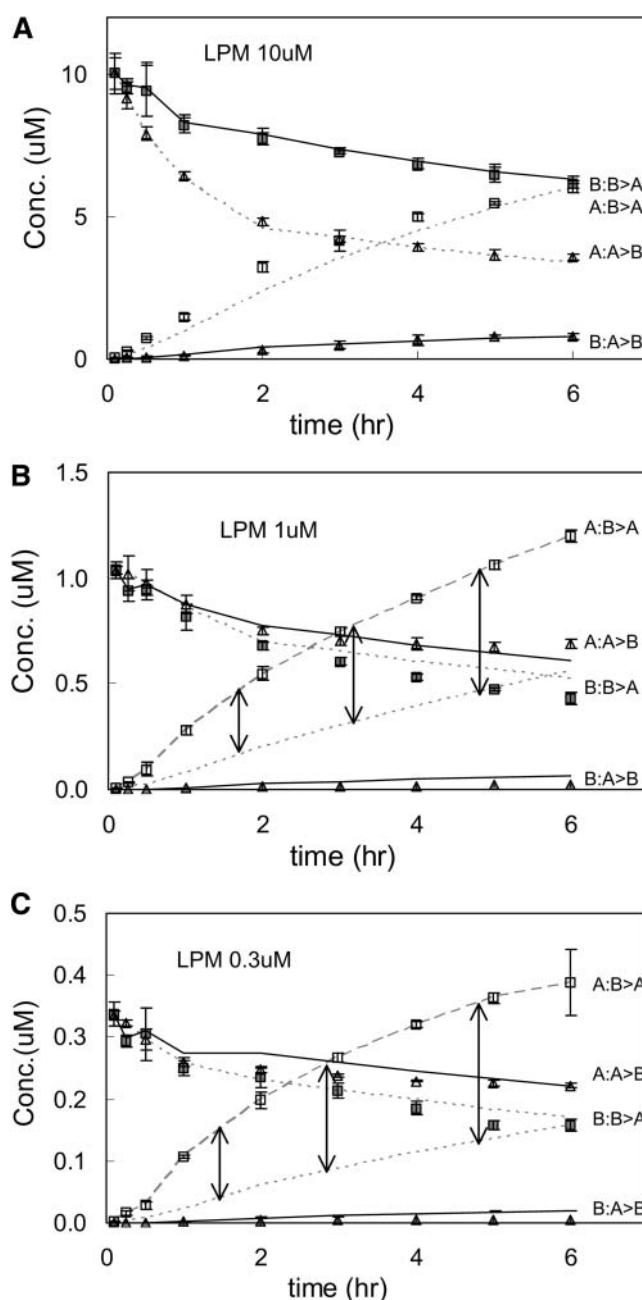 A
LPM 10uM
Conc. (uM)
10
5
0
B:B>A
A:B>A
A:A>B
B:A>B
0
2
4
6
time (hr)
B
LPM 1uM
Conc. (uM)
1.5
1.0
0.5
0.0
A:B>A
A:A>B
B:B>A
B:A>B
0
2
4
6
time (hr)
C
LPM 0.3uM
Conc.(uM)
0.5
0.4
0.3
0.2
0.1
0.0
A:B>A
A:A>B
B:B>A
B:A>B
0
2
4
6
time (hr)